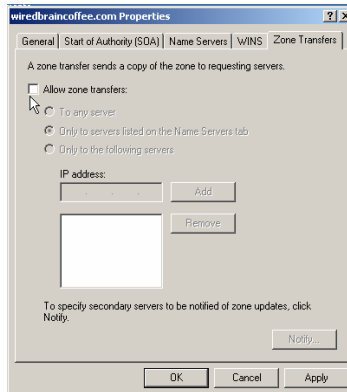 wiredbraincoffee.com Properties
General Start of Authority (SOA) Name Servers WINS Zone Transfers
A zone transfer sends a copy of the zone to requesting servers.
Allow zone transfers:
To any server
Only to servers listed on the Name Servers tab
Only to the following servers
IP address:
Add
Remove
To specify secondary servers to be notified of zone updates, click
Notify.
Notify...
OK Cancel Apply